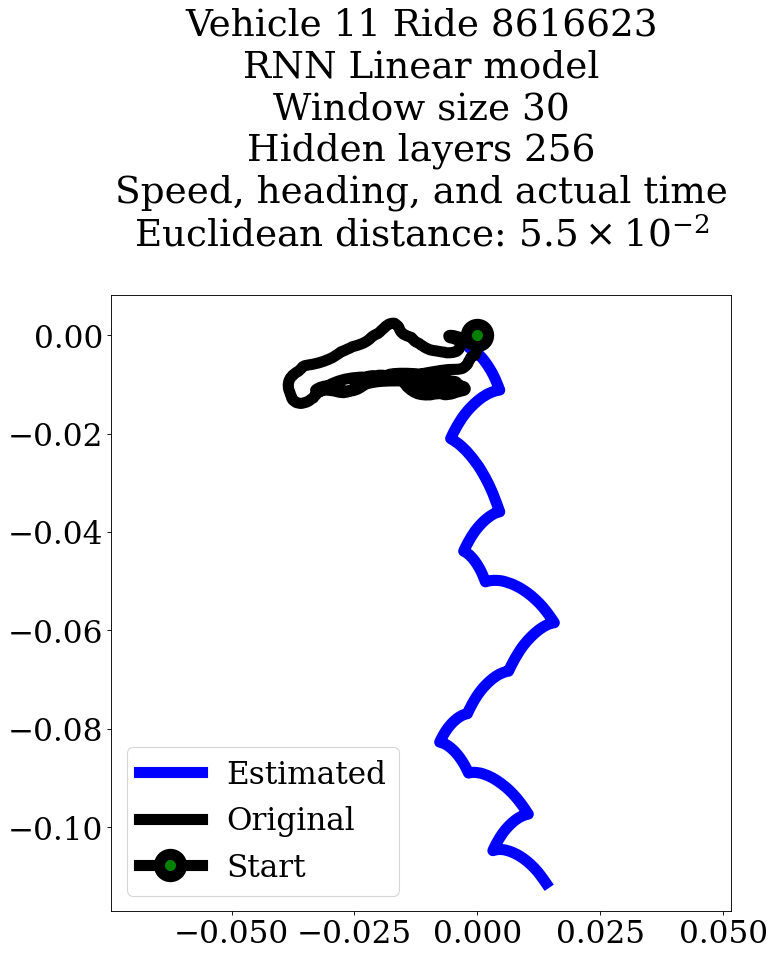 Vehicle 11 Ride 8616623
RNN Linear model
Window size 30
Hidden layers 256
Speed, heading, and actual time
Euclidean distance: 5.5 × 10⁻²
0.00
−0.02
−0.04
−0.06
−0.08
−0.10
Estimated
Original
Start
−0.050 −0.025 0.000 0.025 0.050